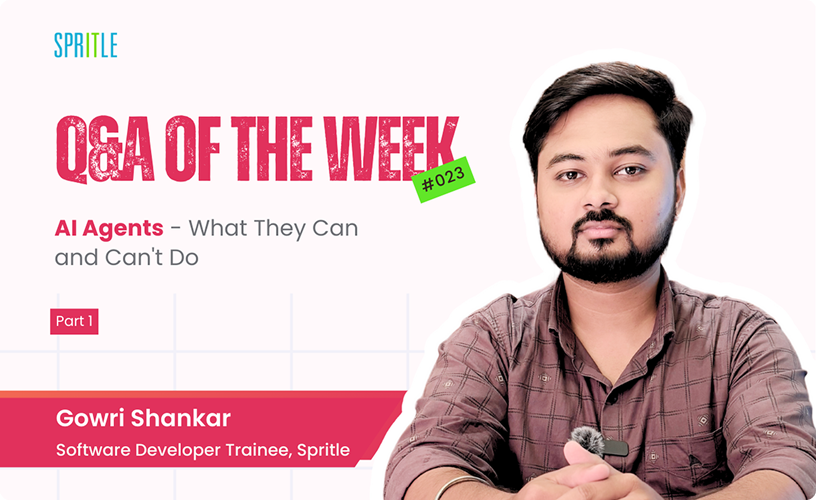 SPRITLE
Q&A OF THE WEEK
#023
AI Agents - What They Can
and Can't Do
Part 1
Gowri Shankar
Software Developer Trainee, Spritle